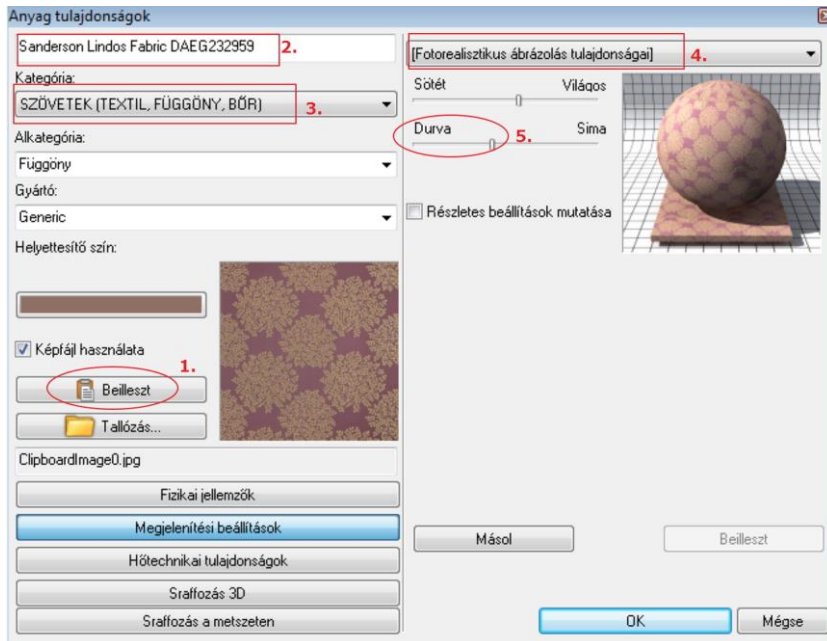 Anyag tulajdonságok
Sanderson Lindos Fabric DAEG232959 2.
Kategória:
SZÖVETEK (TEXTIL, FÜGGÖNY, BŐR) 3.
Alkategória:
Függöny
Gyártó:
Generic
Helyettesítő szín:
Képfájl használata
1.
Beilleszt
Tallózás...
ClipboardImage0.jpg
Fizikai jellemzők
Megjelenítési beállítások
Hőtechnikai tulajdonságok
Sraffozás 3D
Sraffozás a metszeten
[Fotorealisztikus ábrázolás tulajdonságai] 4.
Sötét Világos
Durva 5. Sima
Részletes beállítások mutatása
Másol Beilleszt
OK Mégse